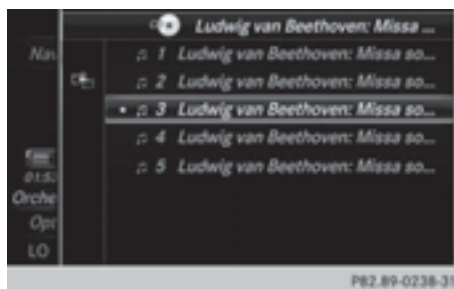 Ludwig van Beethoven: Missa ...
Nav
1 Ludwig van Beethoven: Missa so...
2 Ludwig van Beethoven: Missa so...
3 Ludwig van Beethoven: Missa so...
4 Ludwig van Beethoven: Missa so...
5 Ludwig van Beethoven: Missa so...
01:5
Orche
Opt
LO
P82.89-0238-31